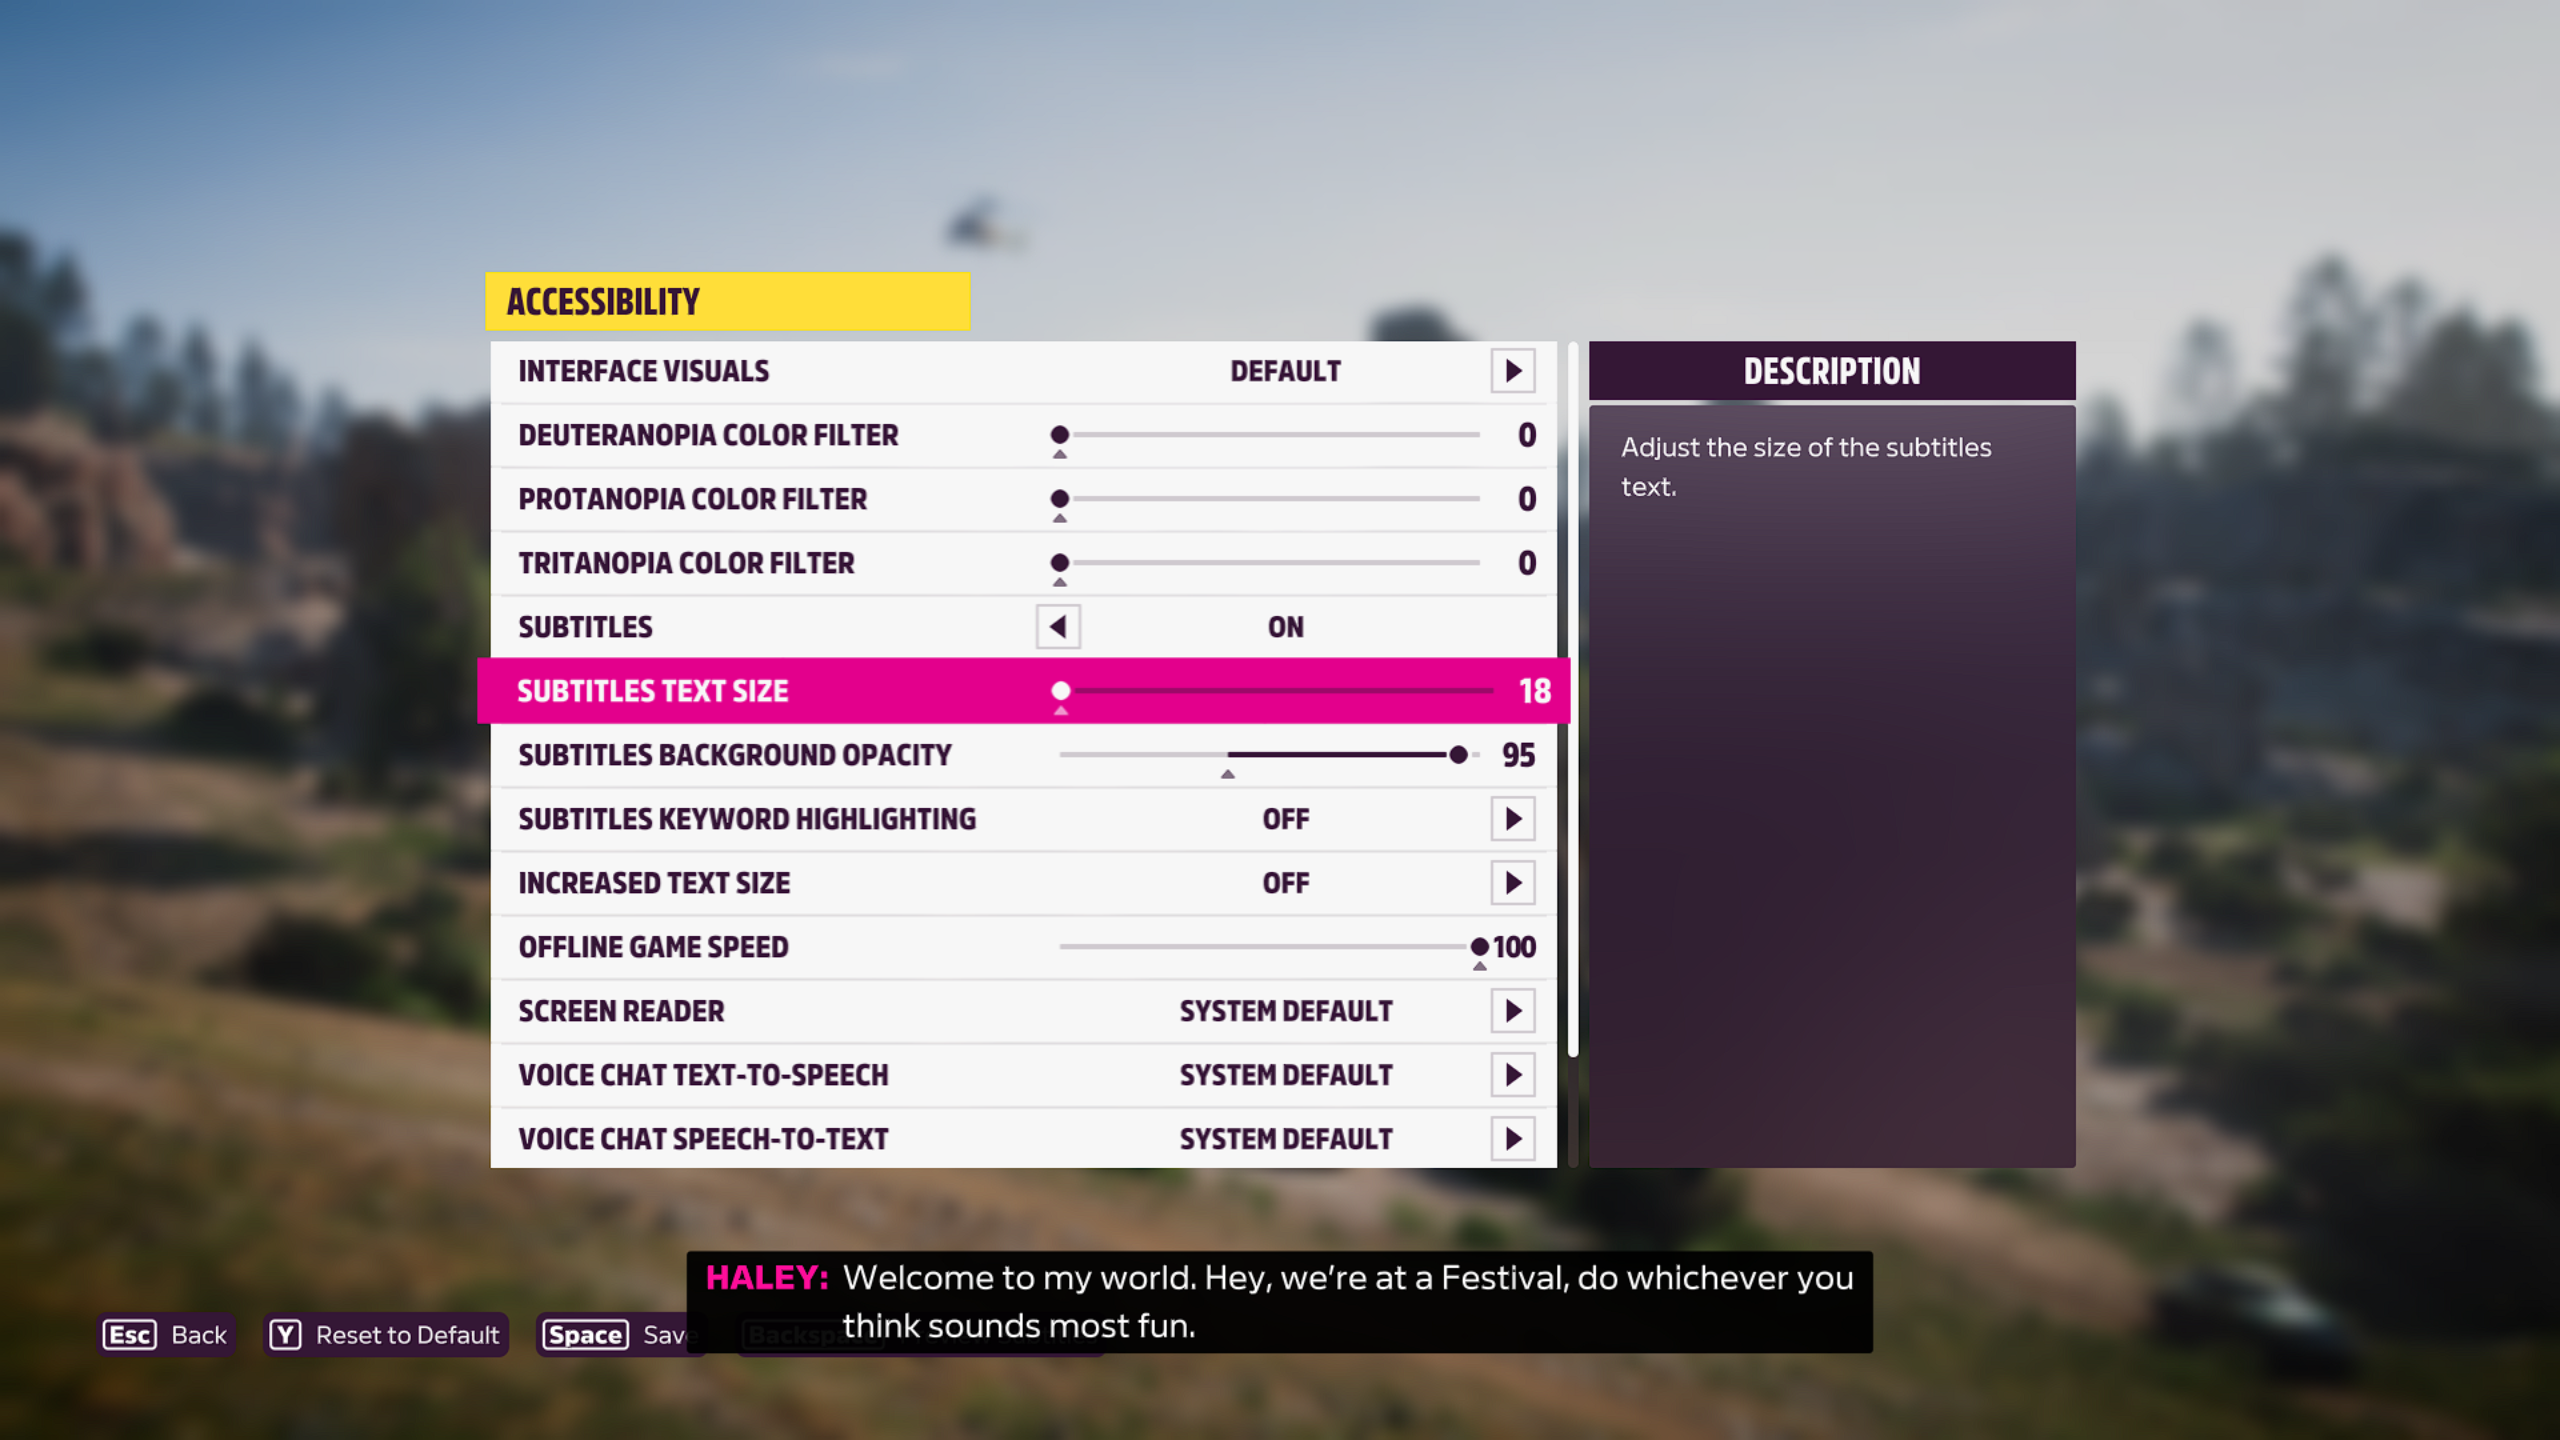 ACCESSIBILITY
INTERFACE VISUALS DEFAULT
DEUTERANOPIA COLOR FILTER 0
PROTANOPIA COLOR FILTER 0
TRITANOPIA COLOR FILTER 0
SUBTITLES ON
SUBTITLES TEXT SIZE 18
SUBTITLES BACKGROUND OPACITY 95
SUBTITLES KEYWORD HIGHLIGHTING OFF
INCREASED TEXT SIZE OFF
OFFLINE GAME SPEED 100
SCREEN READER SYSTEM DEFAULT
VOICE CHAT TEXT-TO-SPEECH SYSTEM DEFAULT
VOICE CHAT SPEECH-TO-TEXT SYSTEM DEFAULT
DESCRIPTION
Adjust the size of the subtitles
text.
HALEY: Welcome to my world. Hey, we're at a Festival, do whichever you
think sounds most fun.
Esc Back Y Reset to Default Space Save